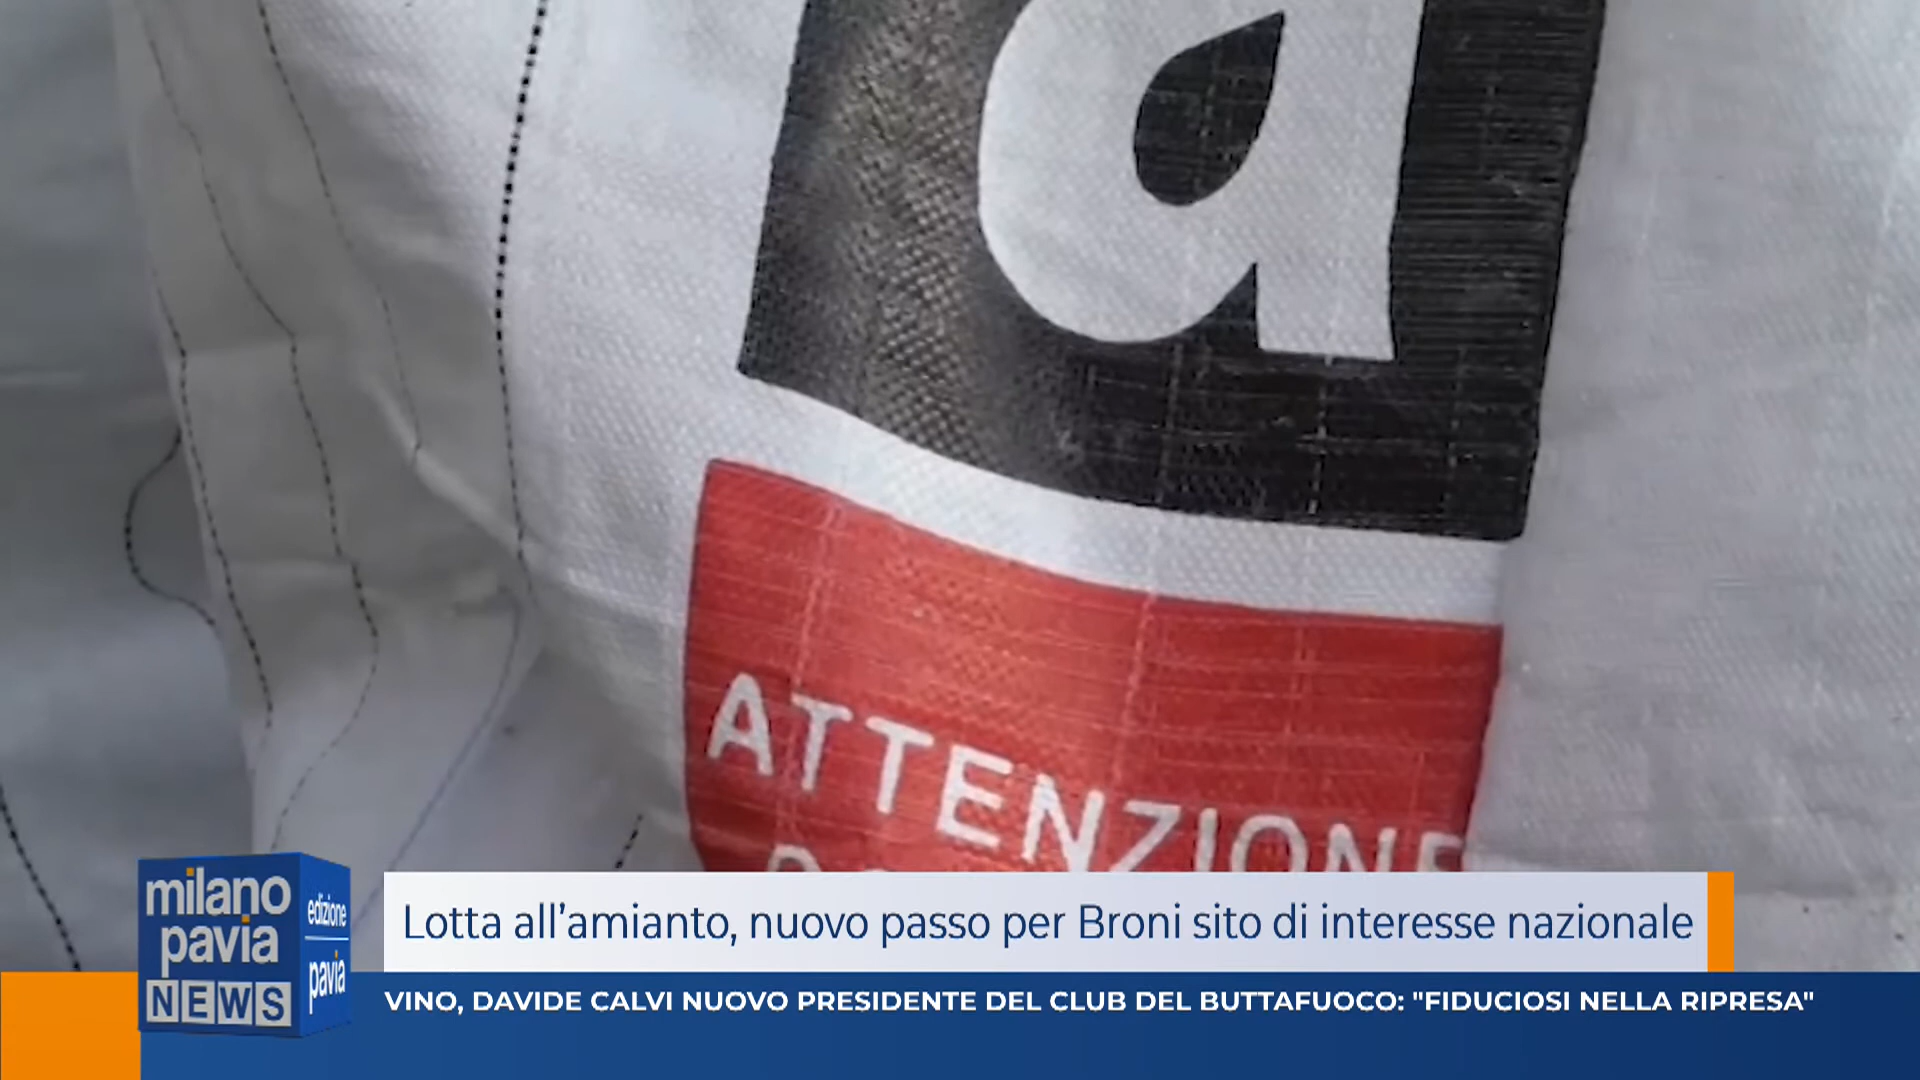 a
ATTENZIONE
Lotta all’amianto, nuovo passo per Broni sito di interesse nazionale
milano
pavia
NEWS
edizione
pavia
VINO, DAVIDE CALVI NUOVO PRESIDENTE DEL CLUB DEL BUTTAFUOCO: "FIDUCIOSI NELLA RIPRESA"